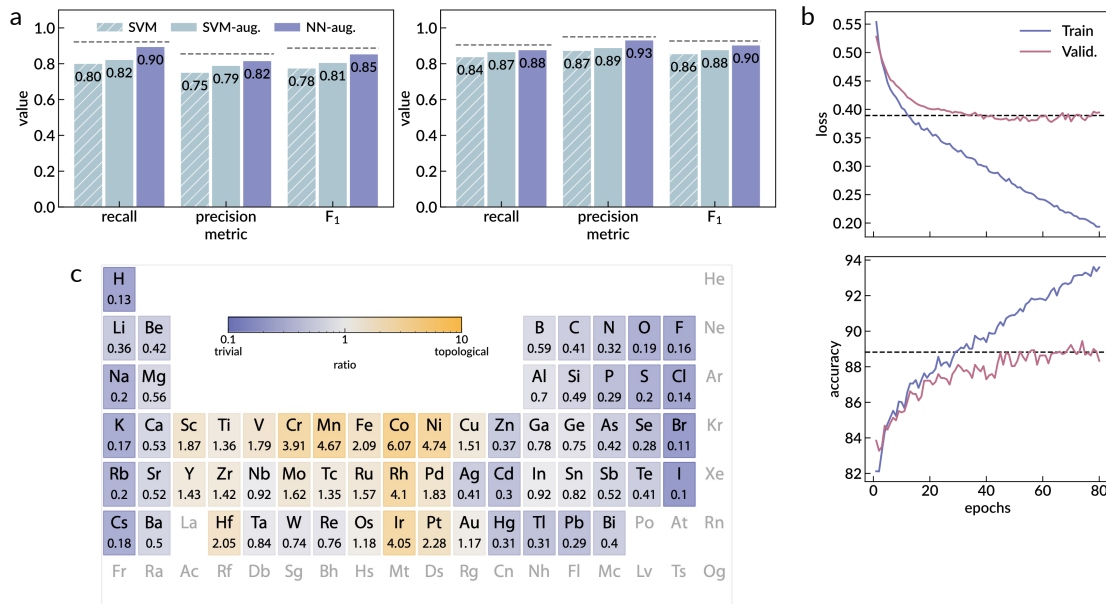 a
1.0
0.8
0.6
0.4
0.2
0.0
value
SVM SVM-aug. NN-aug.
0.80 0.82 0.90
0.75 0.79 0.82
0.78 0.81 0.85
recall precision F1
metric
1.0
0.8
0.6
0.4
0.2
0.0
value
0.84 0.87 0.88
0.87 0.89 0.93
0.86 0.88 0.90
recall precision F1
metric
b
0.55
0.50
0.45
0.40
0.35
0.30
0.25
0.20
loss
Train
Valid.
94
92
90
88
86
84
82
accuracy
0 20 40 60 80
epochs
c
H He
0.13
0.1 1 10
trivial topological
ratio
Li Be B C N O F Ne
0.36 0.42 0.59 0.41 0.32 0.19 0.16
Na Mg Al Si P S Cl Ar
0.2 0.56 0.7 0.49 0.29 0.2 0.14
K Ca Sc Ti V Cr Mn Fe Co Ni Cu Zn Ga Ge As Se Br Kr
0.17 0.53 1.87 1.36 1.79 3.91 4.67 2.09 6.07 4.74 1.51 0.37 0.78 0.75 0.42 0.28 0.11
Rb Sr Y Zr Nb Mo Tc Ru Rh Pd Ag Cd In Sn Sb Te I Xe
0.2 0.52 1.43 1.42 0.92 1.62 1.35 1.57 4.1 1.83 0.41 0.3 0.92 0.82 0.52 0.41 0.1
Cs Ba La Hf Ta W Re Os Ir Pt Au Hg Tl Pb Bi Po At Rn
0.18 0.5 2.05 0.84 0.74 0.76 1.18 4.05 2.28 1.17 0.31 0.31 0.29 0.4
Fr Ra Ac Rf Db Sg Bh Hs Mt Ds Rg Cn Nh Fl Mc Lv Ts Og